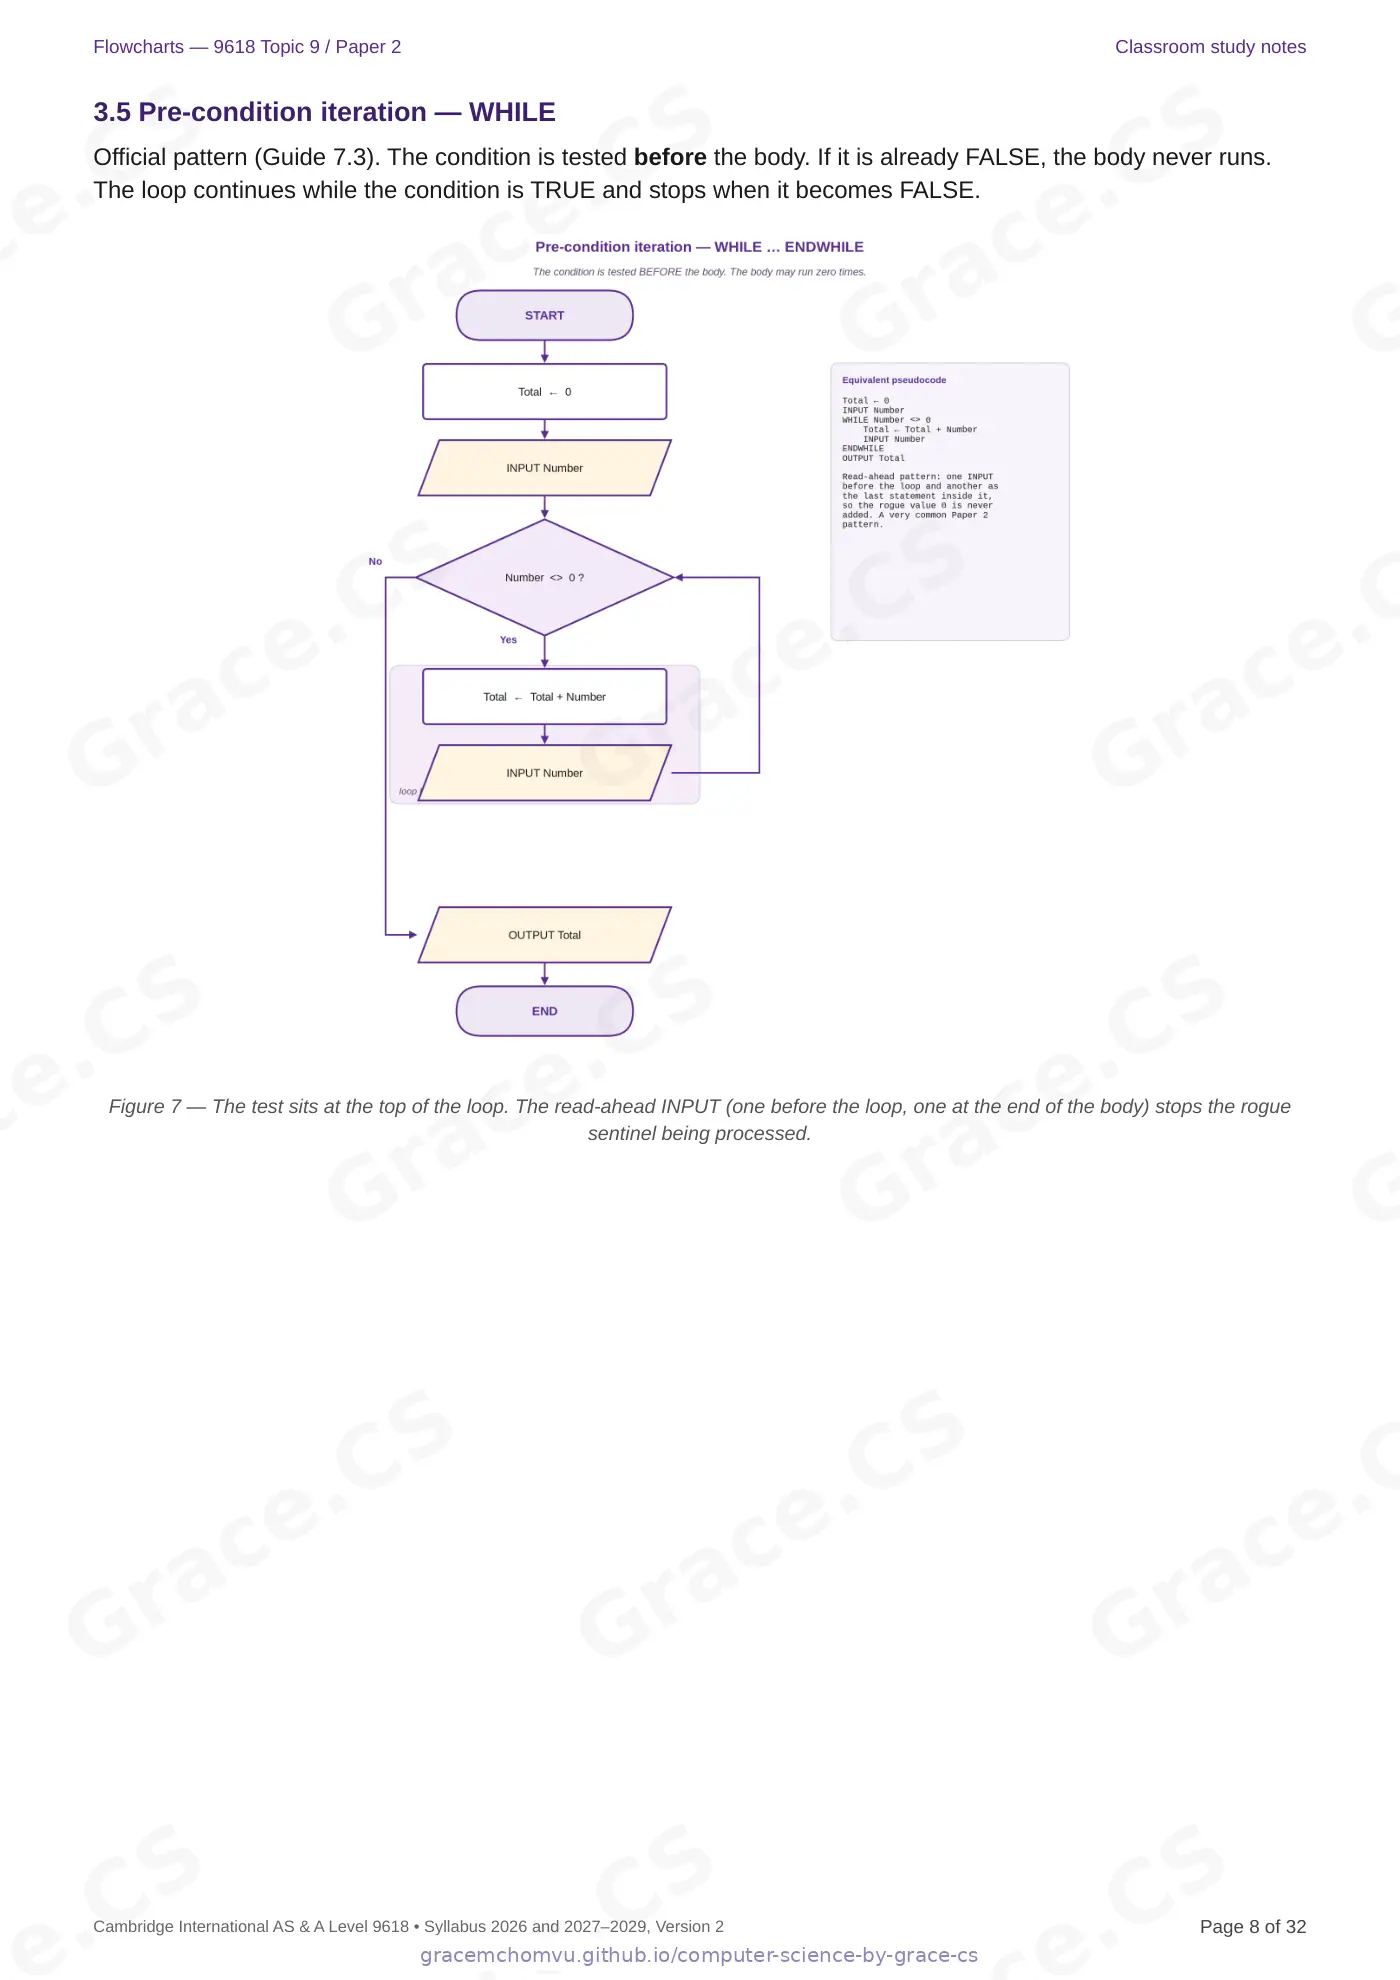 Flowcharts — 9618 Topic 9 / Paper 2
Classroom study notes
3.5 Pre-condition iteration — WHILE
Official pattern (Guide 7.3). The condition is tested before the body. If it is already FALSE, the body never runs.
The loop continues while the condition is TRUE and stops when it becomes FALSE.
Pre-condition iteration — WHILE … ENDWHILE
The condition is tested BEFORE the body. The body may run zero times.
START
Total ← 0
INPUT Number
Number <> 0 ?
No
Yes
Total ← Total + Number
INPUT Number
loop
OUTPUT Total
END
Equivalent pseudocode
Total ← 0
INPUT Number
WHILE Number <> 0
    Total ← Total + Number
    INPUT Number
ENDWHILE
OUTPUT Total
Read-ahead pattern: one INPUT
before the loop and another as
the last statement inside it,
so the rogue value 0 is never
added. A very common Paper 2
pattern.
Figure 7 — The test sits at the top of the loop. The read-ahead INPUT (one before the loop, one at the end of the body) stops the rogue
sentinel being processed.
Cambridge International AS & A Level 9618 • Syllabus 2026 and 2027–2029, Version 2
Page 8 of 32
gracemchomvu.github.io/computer-science-by-grace-cs
Grace.CS